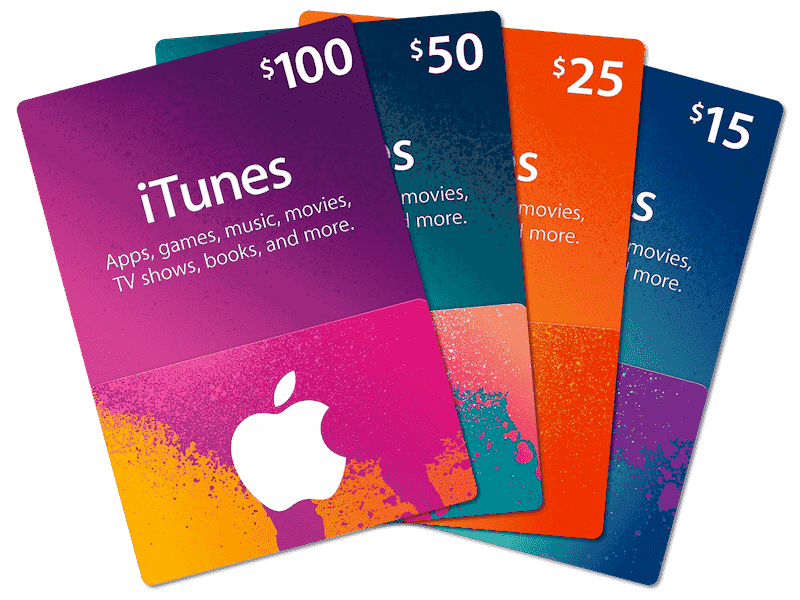 $100
iTunes
Apps, games, music, movies,
TV shows, books, and more.
$50
es
movies,
d more.
$25
s
movies,
d more.
$15
s
movies,
, more.